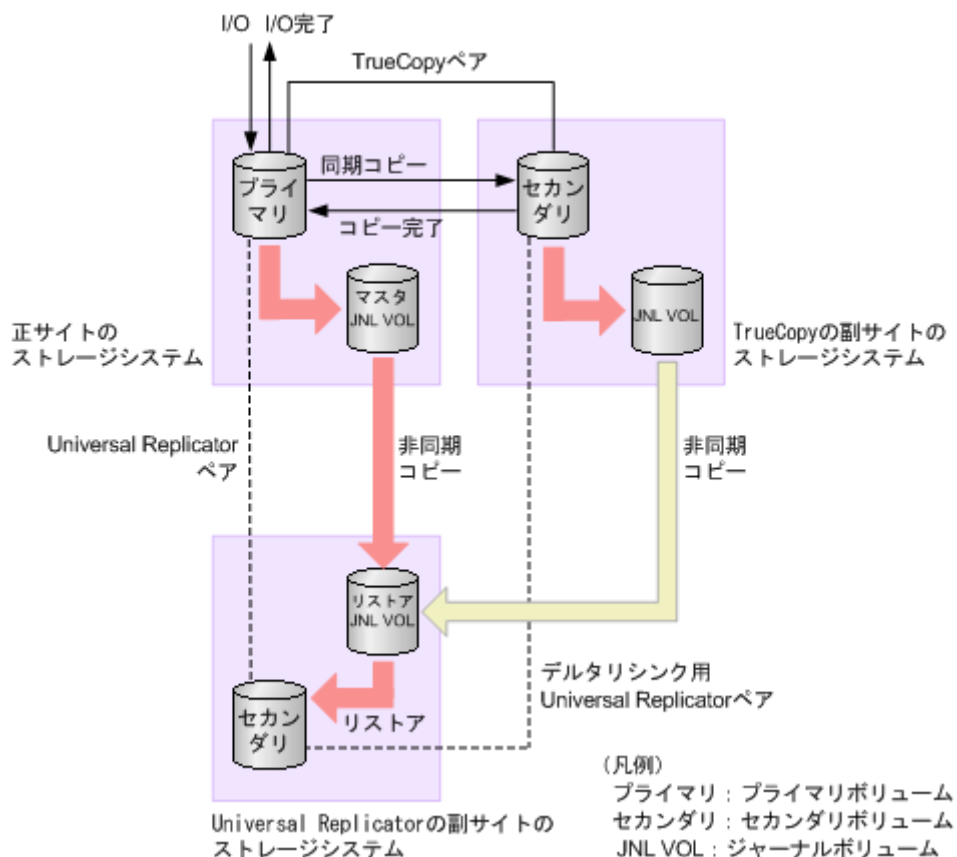 I/O I/O完了
TrueCopyペア
プライ
マリ
同期コピー
コピー完了
セカン
ダリ
マスタ
JNL VOL
JNL VOL
正サイトの
ストレージシステム
TrueCopyの副サイトの
ストレージシステム
Universal Replicator
ペア
非同期
コピー
非同期
コピー
リストア
JNL VOL
セカン
ダリ
リストア
デルタリシンク用
Universal Replicatorペア
Universal Replicatorの副サイトの
ストレージシステム
（凡例）
プライマリ：プライマリボリューム
セカンダリ：セカンダリボリューム
JNL VOL：ジャーナルボリューム